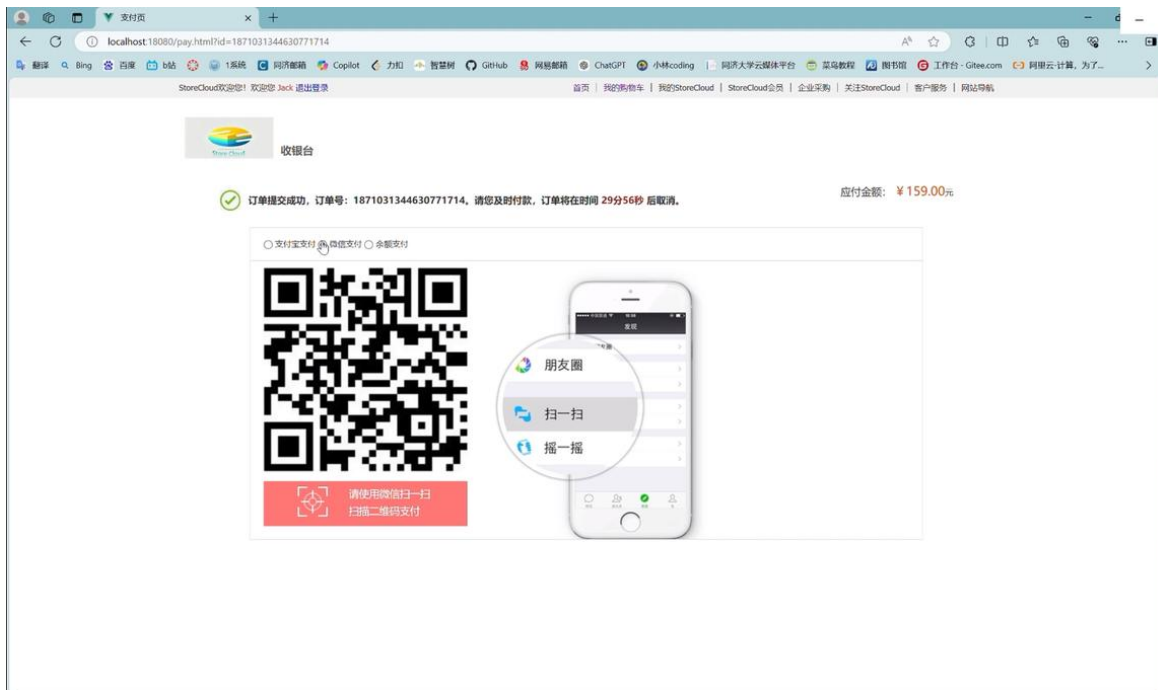 支付页
localhost:18080/pay.html?id=1871031344630771714
翻译 Bing 百度 b站 1系统 同济邮箱 Copilot 力扣 智慧树 GitHub 网易邮箱 ChatGPT 小林coding 同济大学云媒体平台 菜鸟教程 图书馆 工作台 - Gitee.com 阿里云-计算，为了...
StoreCloud欢迎您！ 欢迎您 Jack 退出登录 首页 | 我的购物车 | 我的StoreCloud | StoreCloud会员 | 企业采购 | 关注StoreCloud | 客户服务 | 网站导航
Store Cloud 收银台
订单提交成功，订单号：1871031344630771714。请您及时付款，订单将在时间 29分56秒 后取消。 应付金额： ¥ 159.00元
支付宝支付 微信支付 余额支付
发现
朋友圈
扫一扫
摇一摇
请使用微信扫一扫
扫描二维码支付